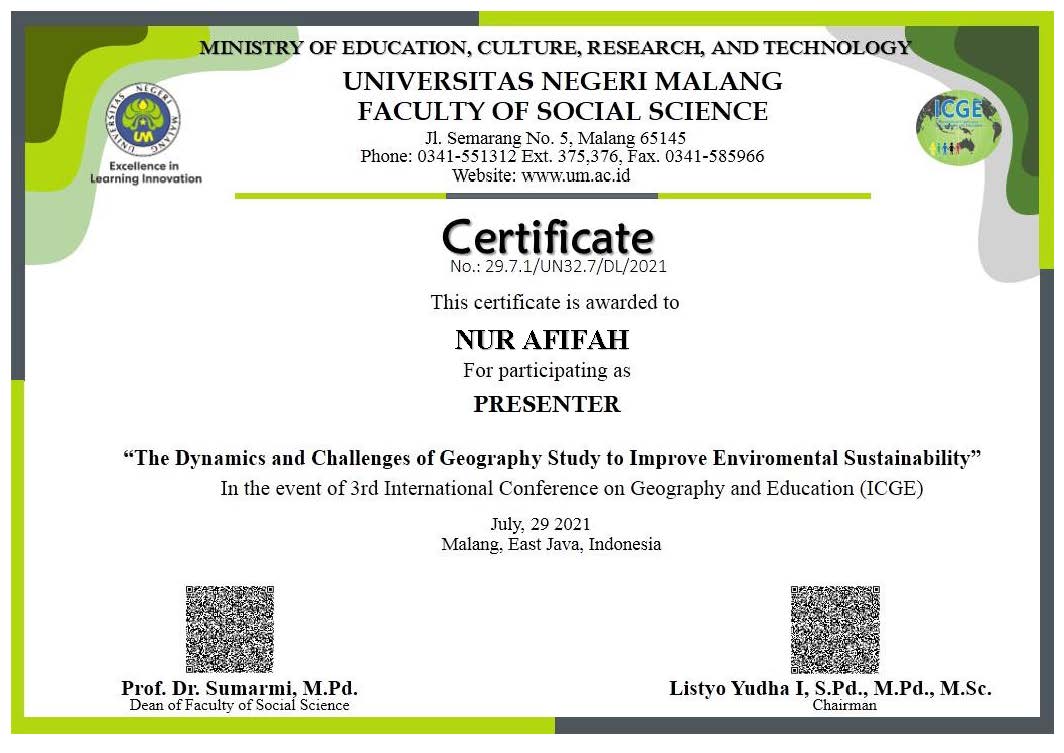 MINISTRY OF EDUCATION, CULTURE, RESEARCH, AND TECHNOLOGY
UNIVERSITAS NEGERI MALANG
FACULTY OF SOCIAL SCIENCE
Jl. Semarang No. 5, Malang 65145
Phone: 0341-551312 Ext. 375,376, Fax. 0341-585966
Website: www.um.ac.id
UNIVERSITAS NEGERI MALANG
UM
Excellence in
Learning Innovation
ICGE
Certificate
No.: 29.7.1/UN32.7/DL/2021
This certificate is awarded to
NUR AFIFAH
For participating as
PRESENTER
“The Dynamics and Challenges of Geography Study to Improve Enviromental Sustainability”
In the event of 3rd International Conference on Geography and Education (ICGE)
July, 29 2021
Malang, East Java, Indonesia
Prof. Dr. Sumarmi, M.Pd.
Dean of Faculty of Social Science
Listyo Yudha I, S.Pd., M.Pd., M.Sc.
Chairman